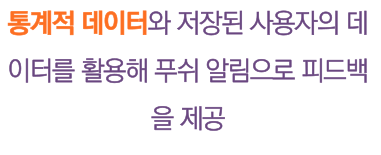 통계적 데이터와 저장된 사용자의 데
이터를 활용해 푸쉬 알림으로 피드백
을 제공